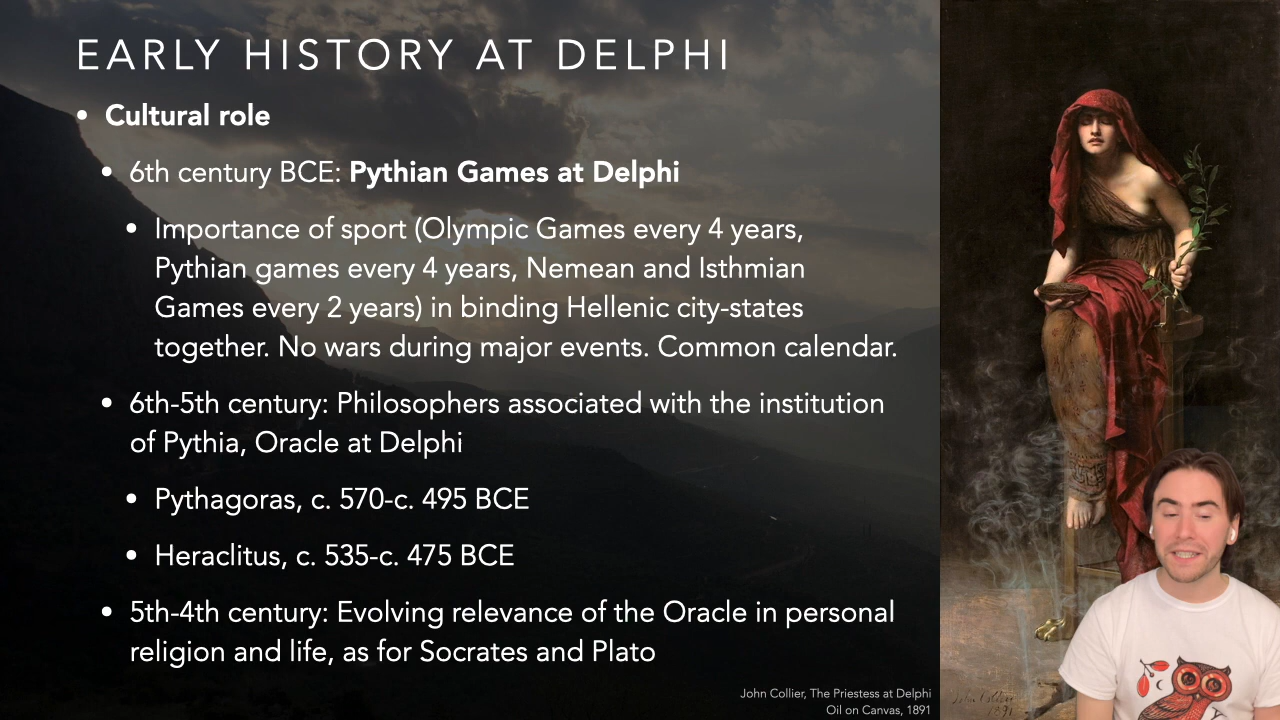 EARLY HISTORY AT DELPHI
• Cultural role
• 6th century BCE: Pythian Games at Delphi
• Importance of sport (Olympic Games every 4 years,
Pythian games every 4 years, Nemean and Isthmian
Games every 2 years) in binding Hellenic city-states
together. No wars during major events. Common calendar.
• 6th-5th century: Philosophers associated with the institution
of Pythia, Oracle at Delphi
• Pythagoras, c. 570-c. 495 BCE
• Heraclitus, c. 535-c. 475 BCE
• 5th-4th century: Evolving relevance of the Oracle in personal
religion and life, as for Socrates and Plato
John Collier, The Priestess at Delphi
Oil on Canvas, 1891
John Collier
1891